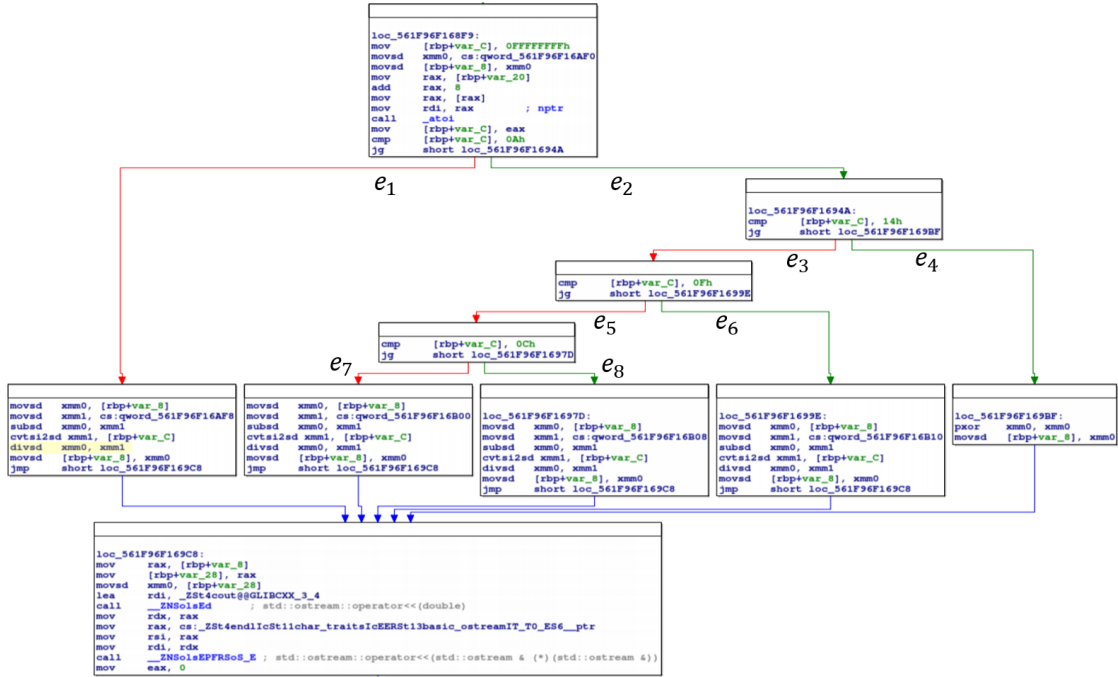 loc_561F96F168F9:
mov [rbp+var_C], 0FFFFFFFFh
movsd xmm0, cs:qword_561F96F16AF0
movsd [rbp+var_8], xmm0
mov rax, [rbp+var_20]
add rax, 8
mov rax, [rax]
mov rdi, rax ; nptr
call _atoi
mov [rbp+var_C], eax
cmp [rbp+var_C], 0Ah
jg short loc_561F96F1694A
e1
e2
loc_561F96F1694A:
cmp [rbp+var_C], 14h
jg short loc_561F96F169BF
e3
e4
cmp [rbp+var_C], 0Fh
jg short loc_561F96F1699E
e5
e6
cmp [rbp+var_C], 0Ch
jg short loc_561F96F1697D
e7
e8
movsd xmm0, [rbp+var_8]
movsd xmm1, cs:qword_561F96F16AF8
subsd xmm0, xmm1
cvtsi2sd xmm1, [rbp+var_C]
divsd xmm0, xmm1
movsd [rbp+var_8], xmm0
jmp short loc_561F96F169C8
movsd xmm0, [rbp+var_8]
movsd xmm1, cs:qword_561F96F16B00
subsd xmm0, xmm1
cvtsi2sd xmm1, [rbp+var_C]
divsd xmm0, xmm1
movsd [rbp+var_8], xmm0
jmp short loc_561F96F169C8
loc_561F96F1697D:
movsd xmm0, [rbp+var_8]
movsd xmm1, cs:qword_561F96F16B08
subsd xmm0, xmm1
cvtsi2sd xmm1, [rbp+var_C]
divsd xmm0, xmm1
movsd [rbp+var_8], xmm0
jmp short loc_561F96F169C8
loc_561F96F1699E:
movsd xmm0, [rbp+var_8]
movsd xmm1, cs:qword_561F96F16B10
subsd xmm0, xmm1
cvtsi2sd xmm1, [rbp+var_C]
divsd xmm0, xmm1
movsd [rbp+var_8], xmm0
jmp short loc_561F96F169C8
loc_561F96F169BF:
pxor xmm0, xmm0
movsd [rbp+var_8], xmm0
loc_561F96F169C8:
mov rax, [rbp+var_8]
mov [rbp+var_28], rax
movsd xmm0, [rbp+var_28]
lea rdi, _ZSt4cout@@GLIBCXX_3_4
call __ZNSolsEd ; std::ostream::operator<<(double)
mov rdx, rax
mov rax, cs:_ZSt4endlIcSt11char_traitsIcEERSt13basic_ostreamIT_T0_ES6__ptr
mov rsi, rax
mov rdi, rdx
call __ZNSolsEPFRSoS_E ; std::ostream::operator<<(std::ostream & (*)(std::ostream &))
mov eax, 0